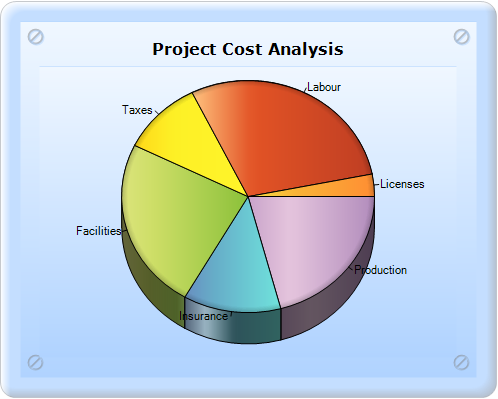 Project Cost Analysis
Labour
Taxes
Licenses
Facilities
Production
Insurance